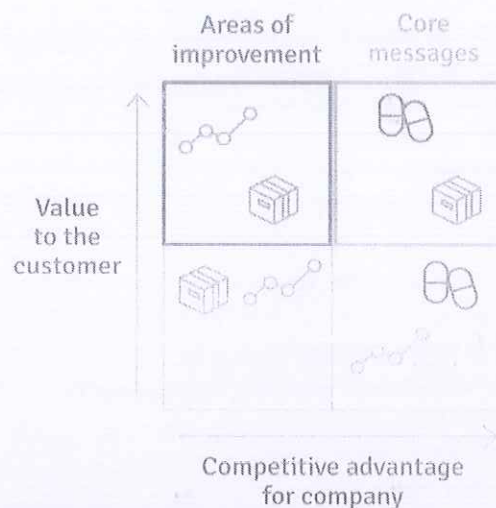 Areas of
improvement
Core
messages
Value
to the
customer
Competitive advantage
for company